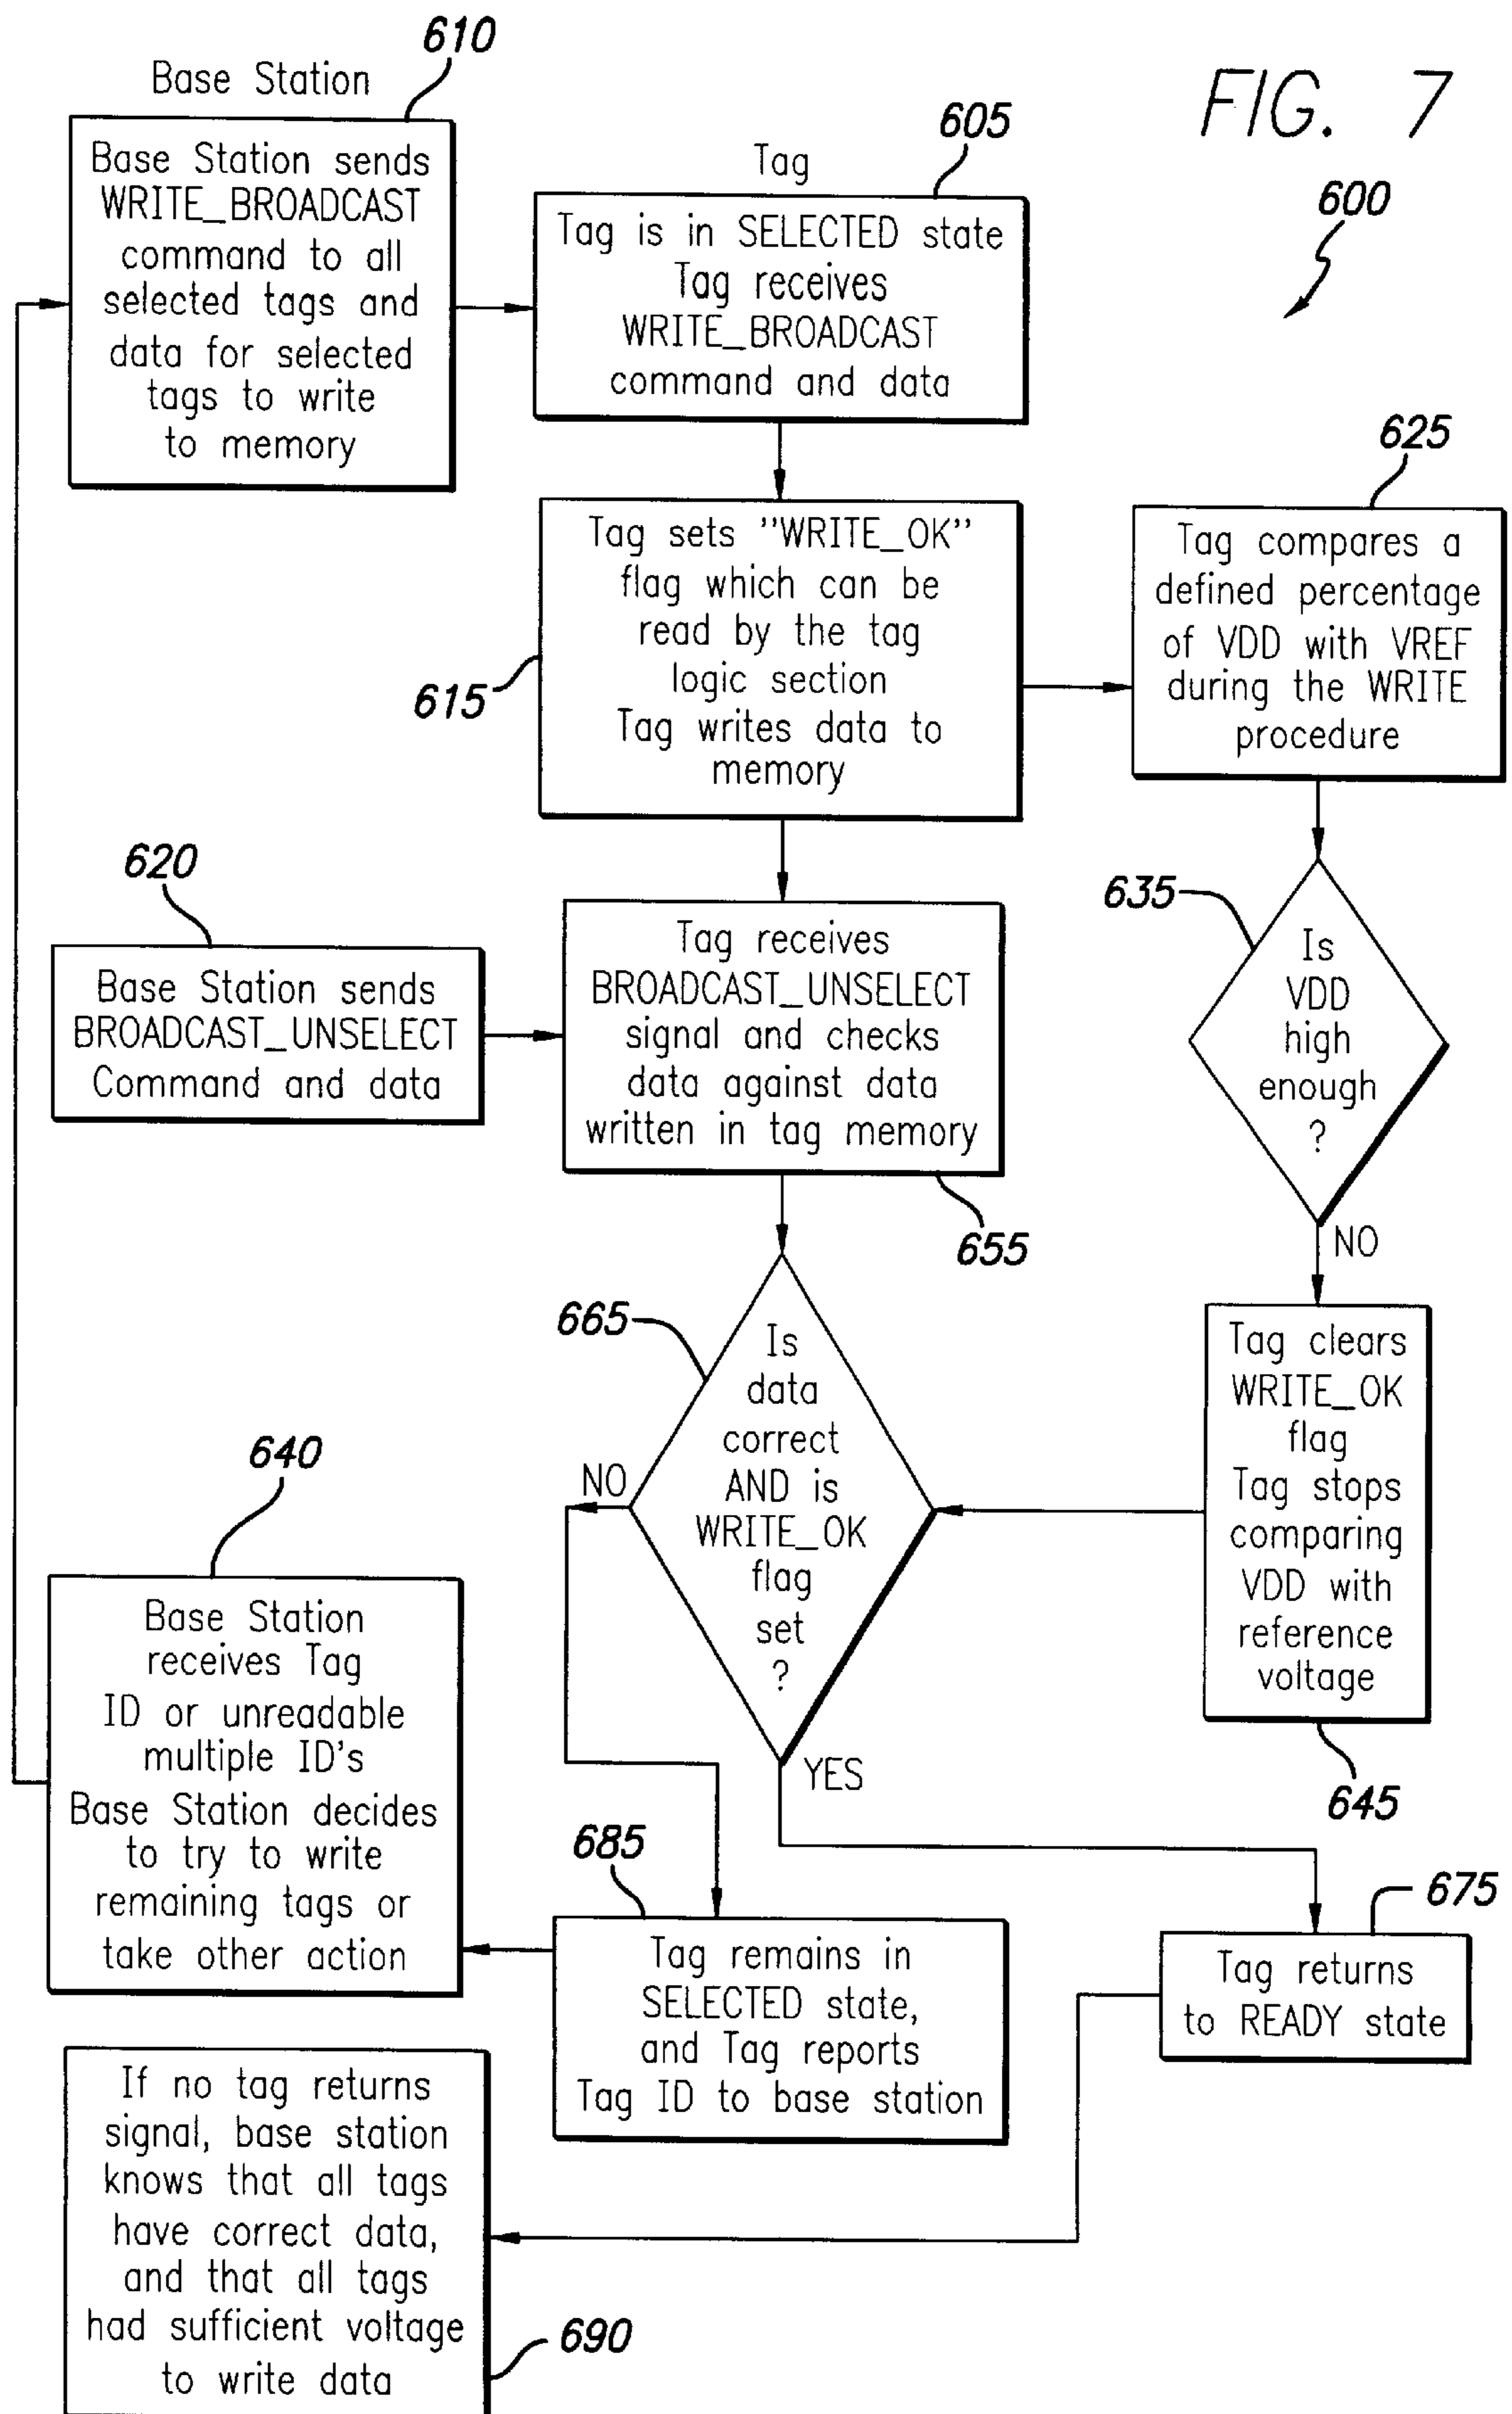 FIG. 7
600
610
Base Station
Base Station sends
WRITE_BROADCAST
command to all
selected tags and
data for selected
tags to write
to memory
605
Tag
Tag is in SELECTED state
Tag receives
WRITE_BROADCAST
command and data
615
Tag sets "WRITE_OK"
flag which can be
read by the tag
logic section
Tag writes data to
memory
625
Tag compares a
defined percentage
of VDD with VREF
during the WRITE
procedure
620
Base Station sends
BROADCAST_UNSELECT
Command and data
Tag receives
BROADCAST_UNSELECT
signal and checks
data against data
written in tag memory
655
635
Is
VDD
high
enough
?
NO
665
Is
data
correct
AND is
WRITE_OK
flag
set
?
NO
YES
Tag clears
WRITE_OK
flag
Tag stops
comparing
VDD with
reference
voltage
645
640
Base Station
receives Tag
ID or unreadable
multiple ID's
Base Station decides
to try to write
remaining tags or
take other action
685
Tag remains in
SELECTED state,
and Tag reports
Tag ID to base station
675
Tag returns
to READY state
If no tag returns
signal, base station
knows that all tags
have correct data,
and that all tags
had sufficient voltage
to write data
690